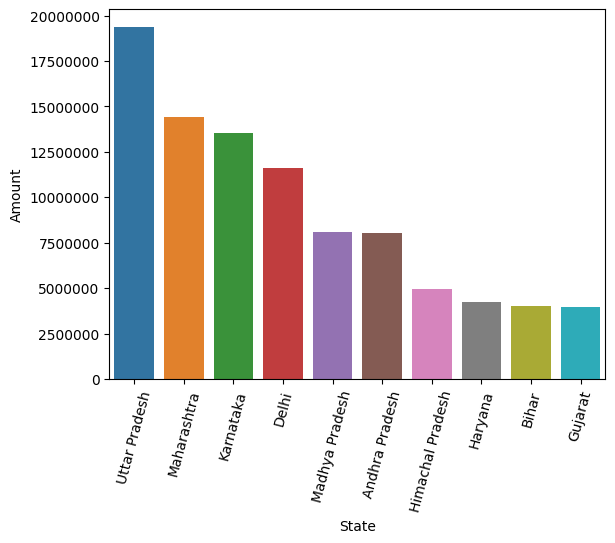 20000000
17500000
15000000
12500000
10000000
7500000
5000000
2500000
0
Amount
Uttar Pradesh
Maharashtra
Karnataka
Delhi
Madhya Pradesh
Andhra Pradesh
Himachal Pradesh
Haryana
Bihar
Gujarat
State